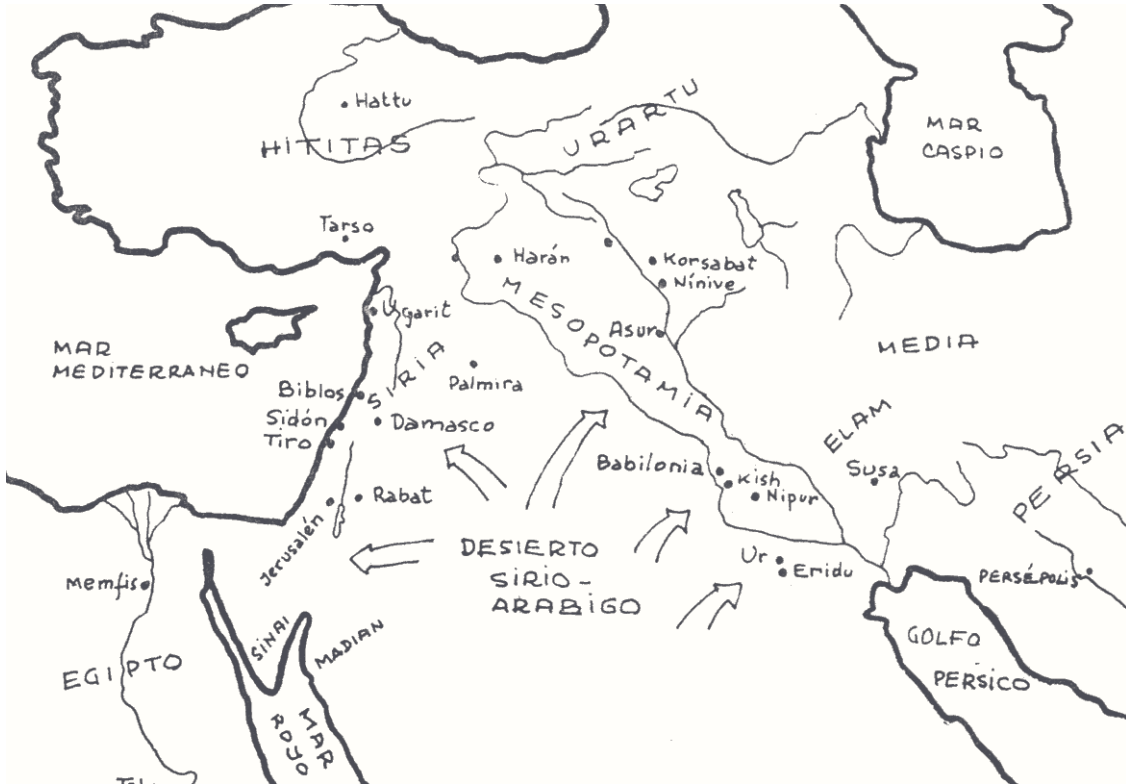 Hattu
HITITAS
URARTU
MAR
CASPIO
Tarso
Harán
Korsabat
Nínive
MESOPOTAMIA
Ugarit
Asur
MAR
MEDITERRANEO
SIRIA
MEDIA
Palmira
Biblos
Sidón
Tiro
Damasco
ELAM
Babilonia
Kish
Nipur
Susa
PERSIA
Rabat
Jerusalén
DESIERTO
SIRIO-
ARABIGO
Ur
Eridu
Memfis
PERSÉPOLIS
SINAI
MADIAN
EGIPTO
GOLFO
PERSICO
MAR
ROYO